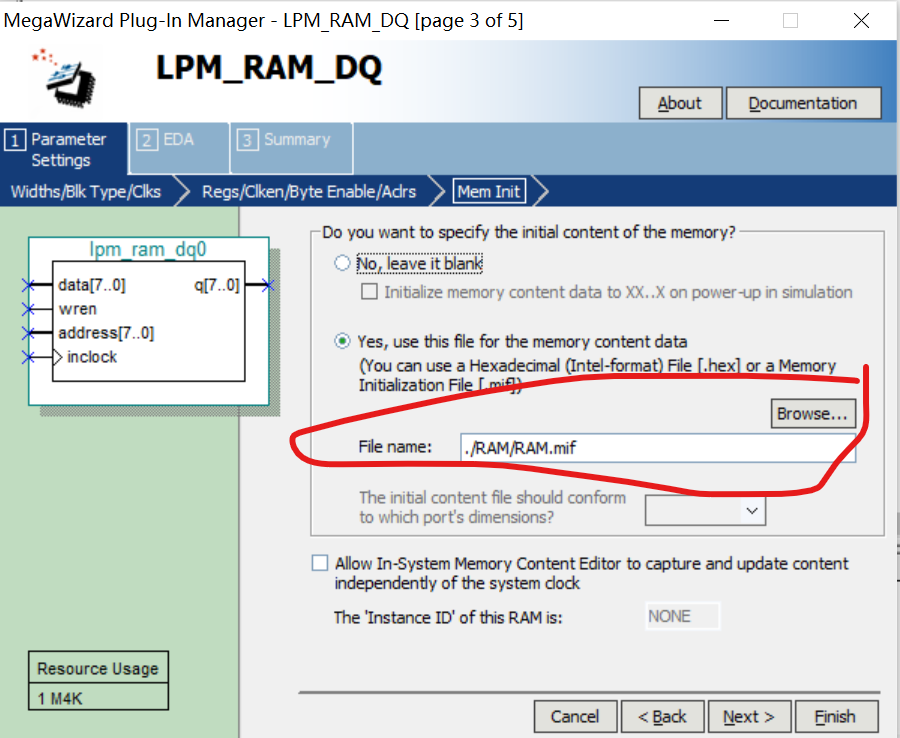 MegaWizard Plug-In Manager - LPM_RAM_DQ [page 3 of 5]
LPM_RAM_DQ
About
Documentation
1 Parameter Settings
2 EDA
3 Summary
Widths/Blk Type/Clks
Regs/Clken/Byte Enable/Aclrs
Mem Init
lpm_ram_dq0
data[7..0]
q[7..0]
wren
address[7..0]
inclock
Do you want to specify the initial content of the memory?
No, leave it blank
Initialize memory content data to XX..X on power-up in simulation
Yes, use this file for the memory content data
(You can use a Hexadecimal (Intel-format) File [.hex] or a Memory
Initialization File [.mif])
Browse...
File name:
./RAM/RAM.mif
The initial content file should conform
to which port's dimensions?
Allow In-System Memory Content Editor to capture and update content
independently of the system clock
The 'Instance ID' of this RAM is:
NONE
Resource Usage
1 M4K
Cancel
< Back
Next >
Finish